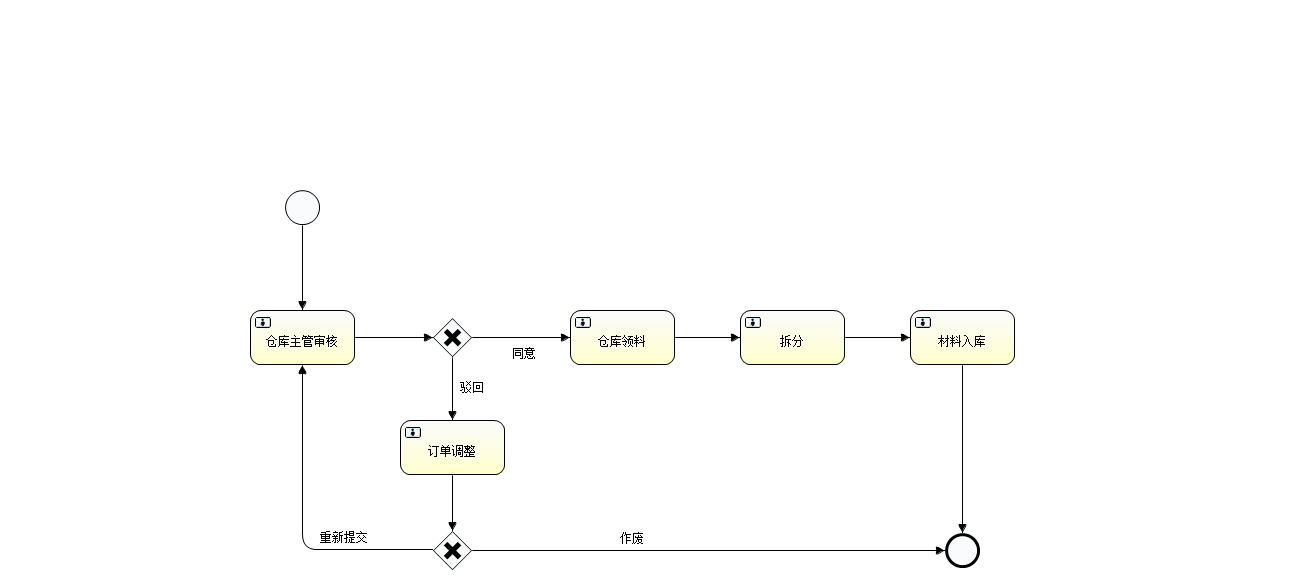 仓库主管审核
同意
仓库领料
拆分
材料入库
驳回
订单调整
重新提交
作废